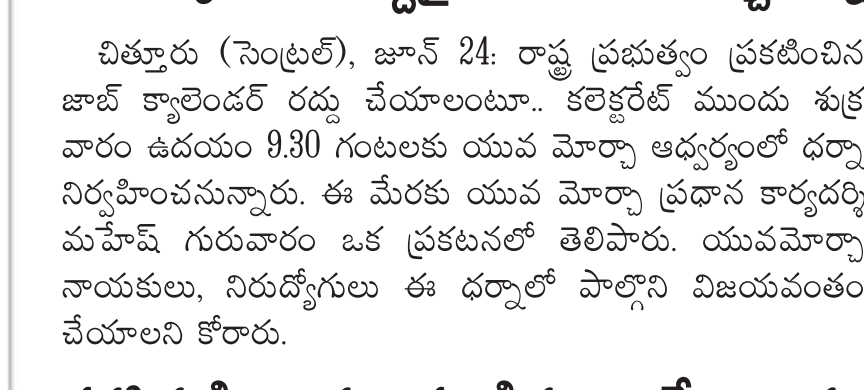 చిత్తూరు (సెంట్రల్), జూన్ 24: రాష్ట్ర ప్రభుత్వం ప్రకటించిన
జాబ్ క్యాలెండర్ రద్దు చేయాలంటూ.. కలెక్టరేట్ ముందు శుక్ర
వారం ఉదయం 9.30 గంటలకు యువ మోర్చా ఆధ్వర్యంలో ధర్నా
నిర్వహించనున్నారు. ఈ మేరకు యువ మోర్చా ప్రధాన కార్యదర్శి
మహేష్ గురువారం ఒక ప్రకటనలో తెలిపారు. యువమోర్చా
నాయకులు, నిరుద్యోగులు ఈ ధర్నాలో పాల్గొని విజయవంతం
చేయాలని కోరారు.